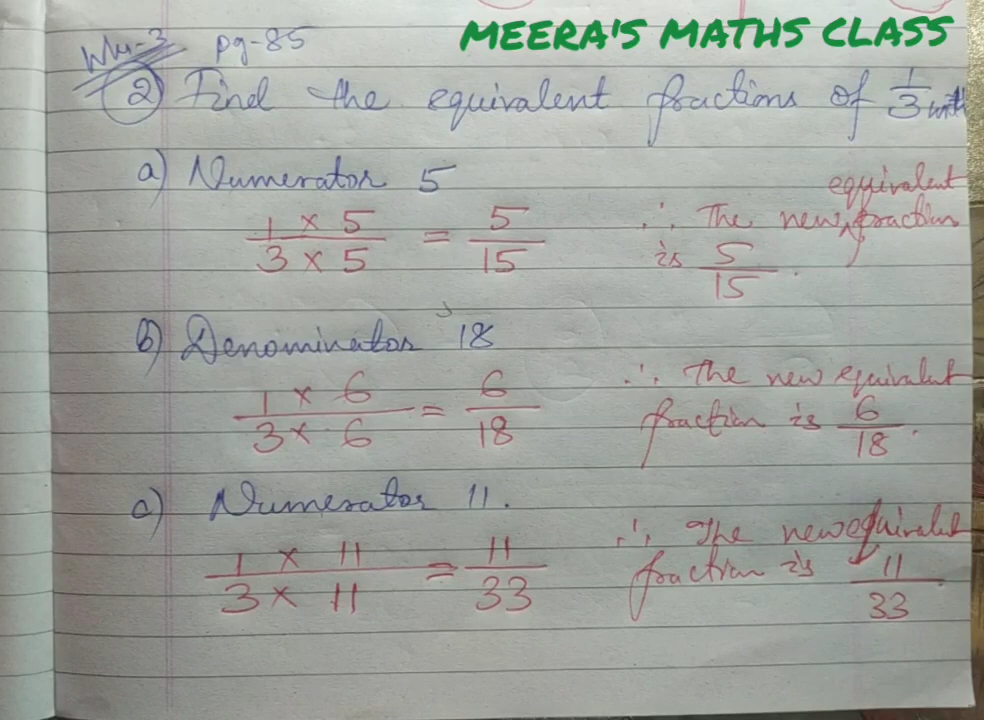 MEERA'S MATHS CLASS
pg-85
② Find the equivalent fractions of 1/3 with
a) Numerator 5
1 × 5 / 3 × 5 = 5/15 ∴ The new equivalent fraction
is 5/15.
b) Denominator 18
1 × 6 / 3 × 6 = 6/18 ∴ The new equivalent
fraction is 6/18.
c) Numerator 11.
1 × 11 / 3 × 11 = 11/33 ∴ The new equivalent
fraction is 11/33.